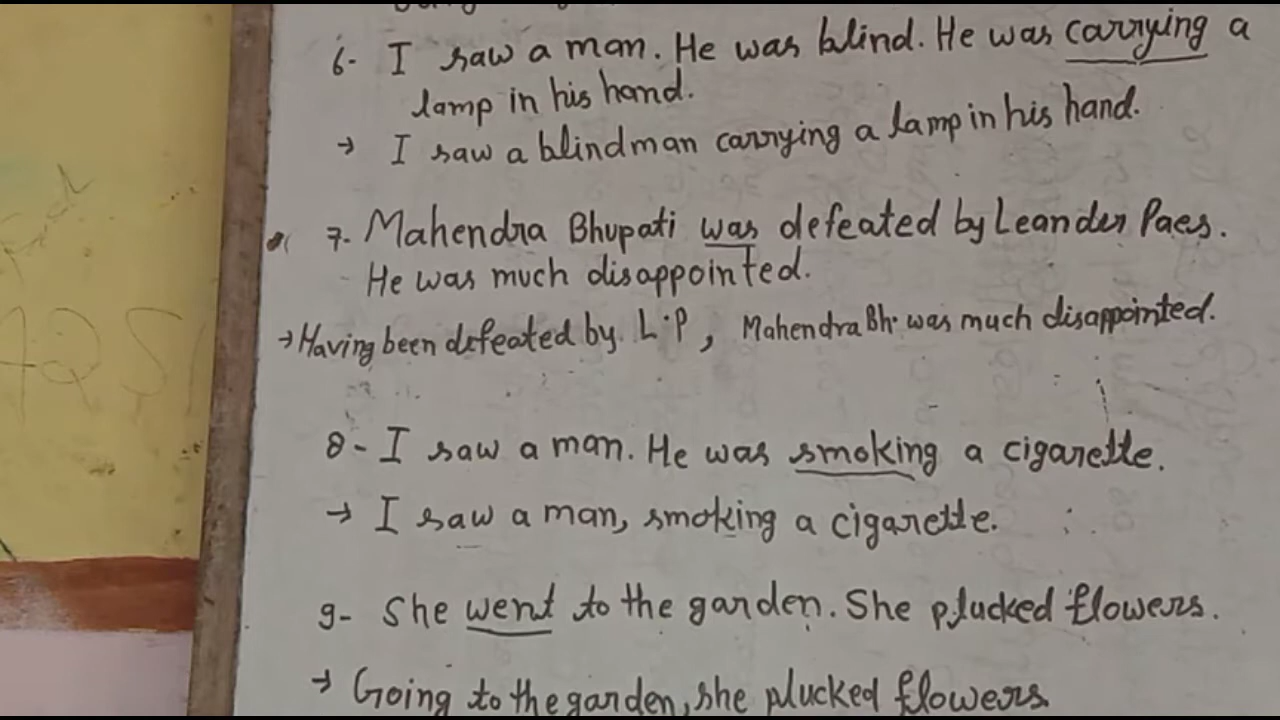 6- I saw a man. He was blind. He was carrying a
lamp in his hand.
→ I saw a blindman carrying a lamp in his hand.
7- Mahendra Bhupati was defeated by Leander Paes.
He was much disappointed.
→ Having been defeated by L.P, Mahendra Bh. was much disappointed.
8- I saw a man. He was smoking a cigarette.
→ I saw a man, smoking a cigarette.
9- She went to the garden. She plucked flowers.
→ Going to the garden, she plucked flowers.